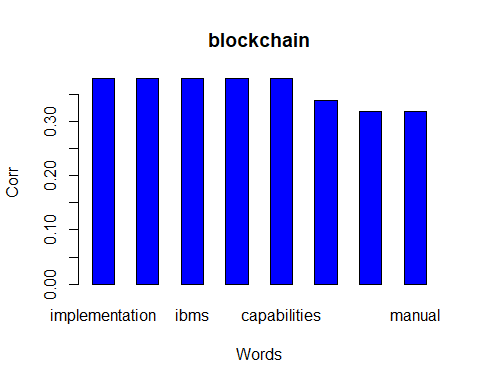 blockchain
Corr
0.30
0.20
0.10
0.00
implementation ibms capabilities manual
Words